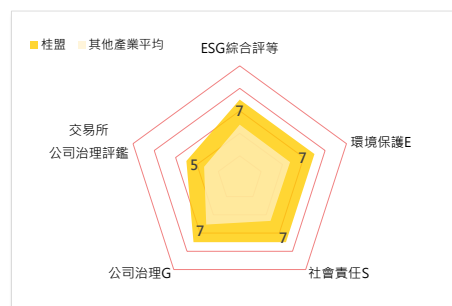 桂盟 其他產業平均
ESG綜合評等
7
環境保護E
7
社會責任S
7
公司治理G
7
交易所
公司治理評鑑
5